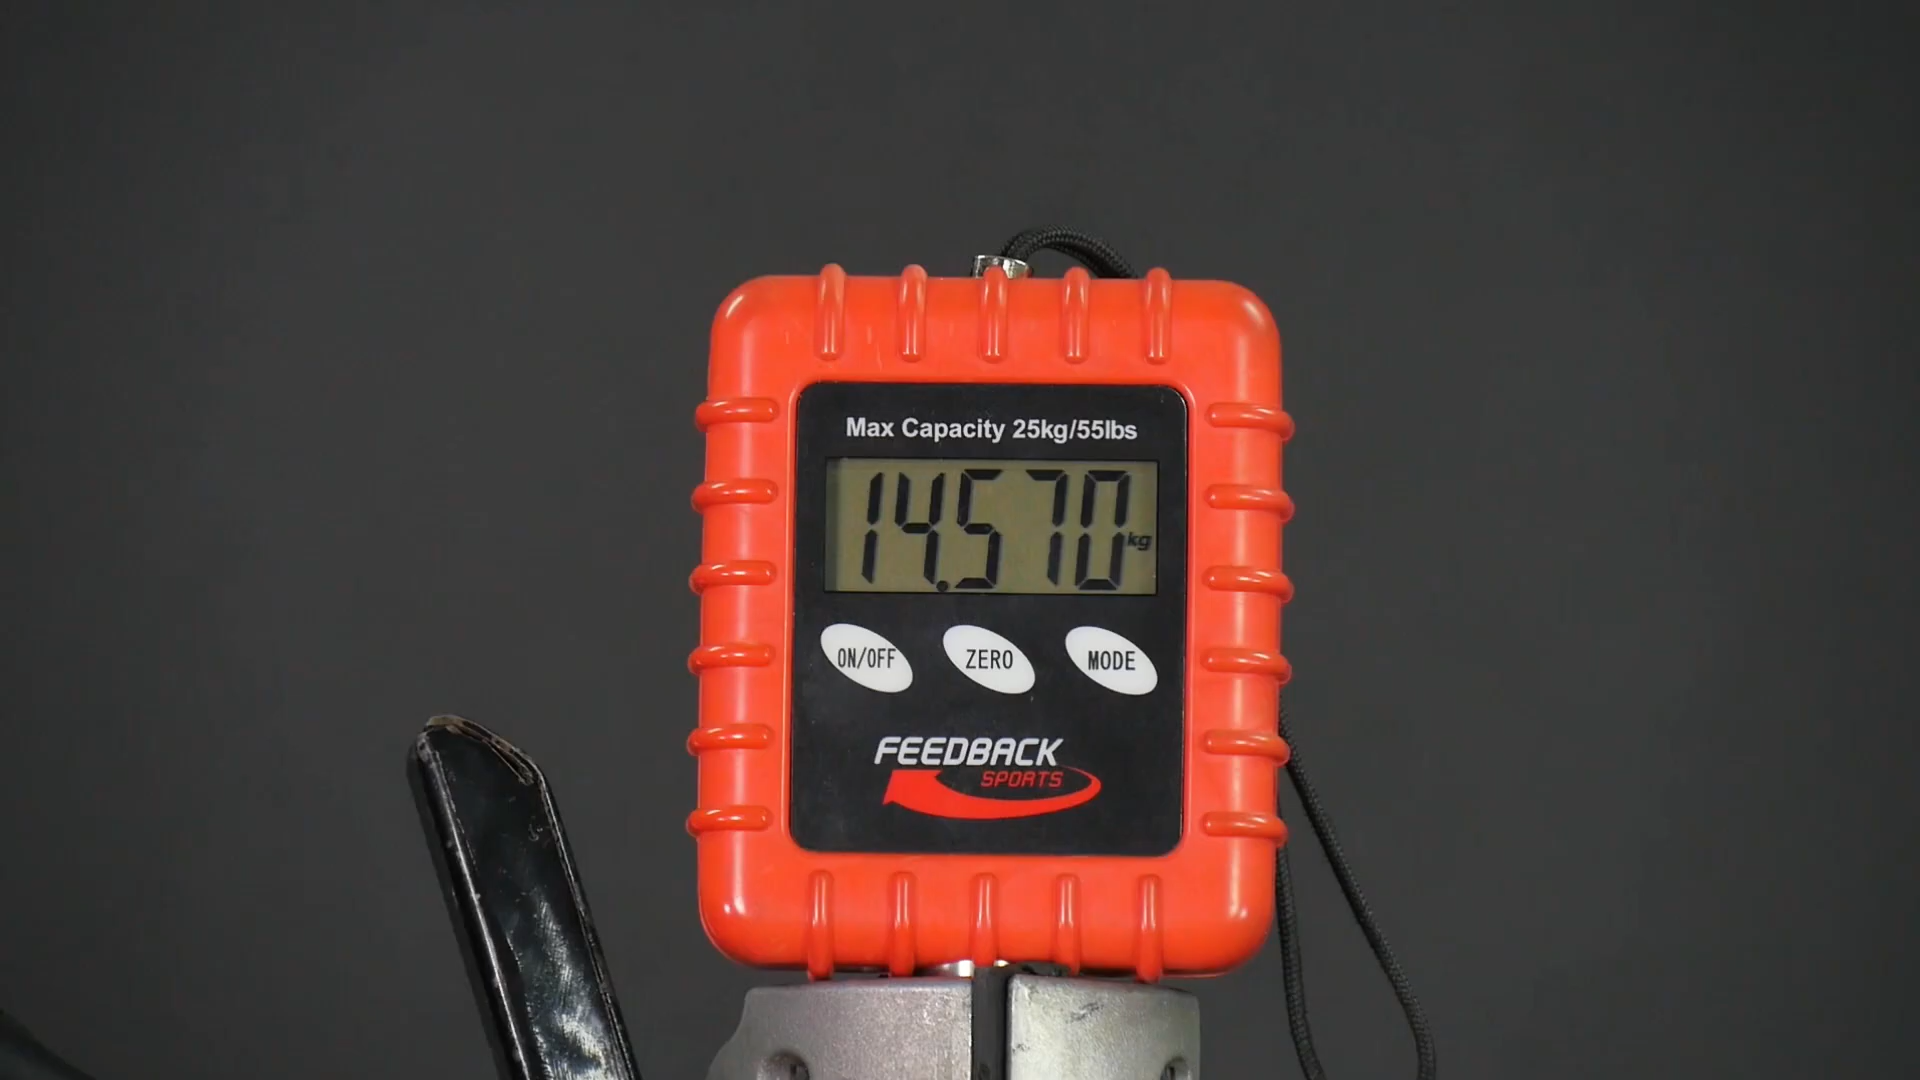 Max Capacity 25kg/55lbs
14.570 kg
ON/OFF ZERO MODE
FEEDBACK
SPORTS